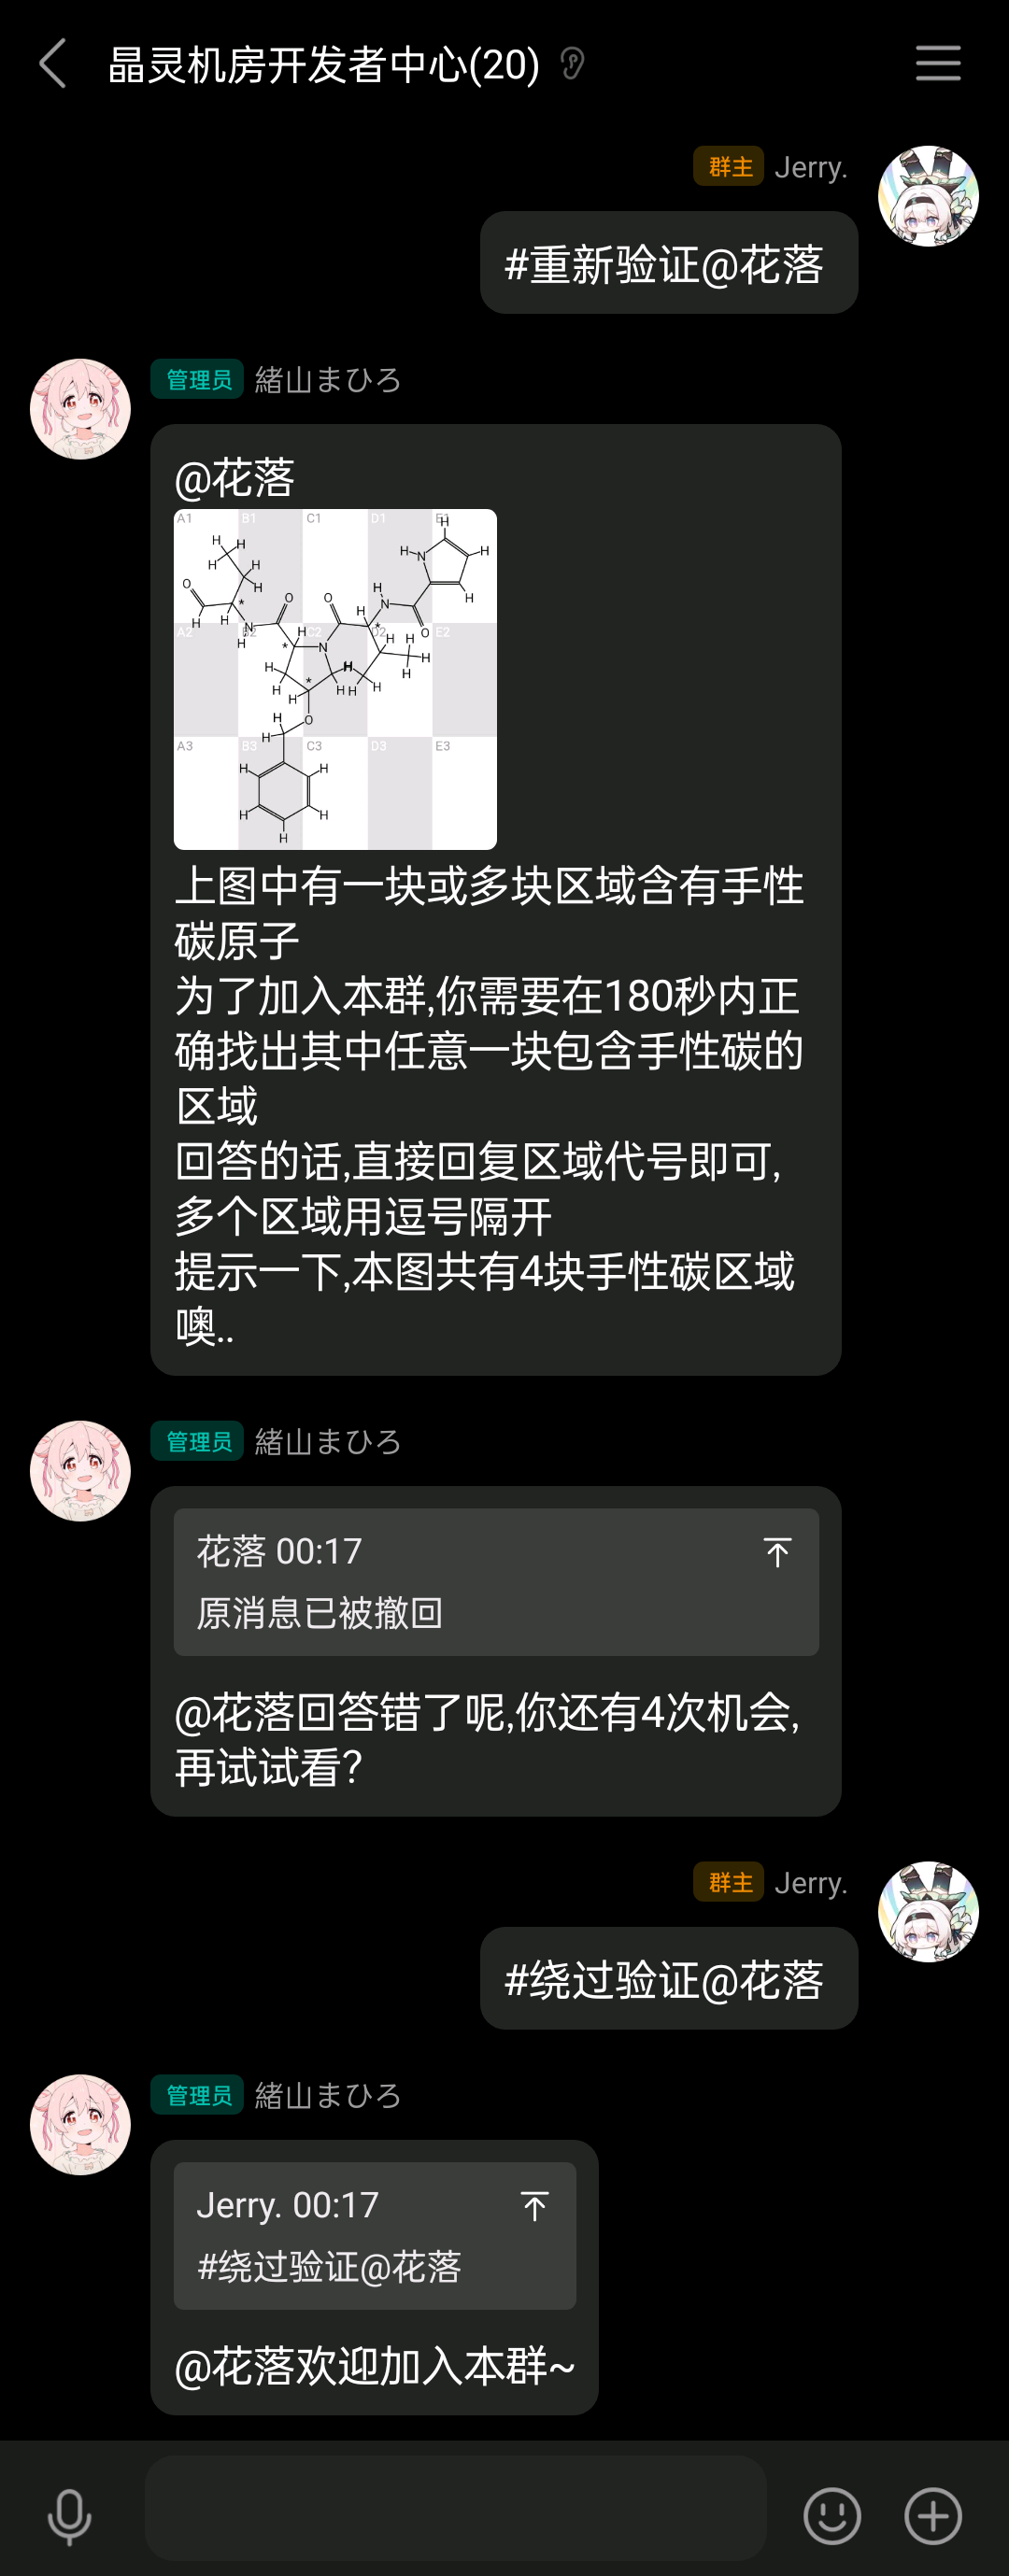 晶灵机房开发者中心(20)
群主 Jerry.
#重新验证@花落
管理员 緒山まひろ
@花落
A1 B1 C1 D1 E1
A2 B2 C2 D2 E2
A3 B3 C3 D3 E3
上图中有一块或多块区域含有手性
碳原子
为了加入本群,你需要在180秒内正
确找出其中任意一块包含手性碳的
区域
回答的话,直接回复区域代号即可,
多个区域用逗号隔开
提示一下,本图共有4块手性碳区域
噢..
管理员 緒山まひろ
花落 00:17
原消息已被撤回
@花落回答错了呢,你还有4次机会,
再试试看?
群主 Jerry.
#绕过验证@花落
管理员 緒山まひろ
Jerry. 00:17
#绕过验证@花落
@花落欢迎加入本群~